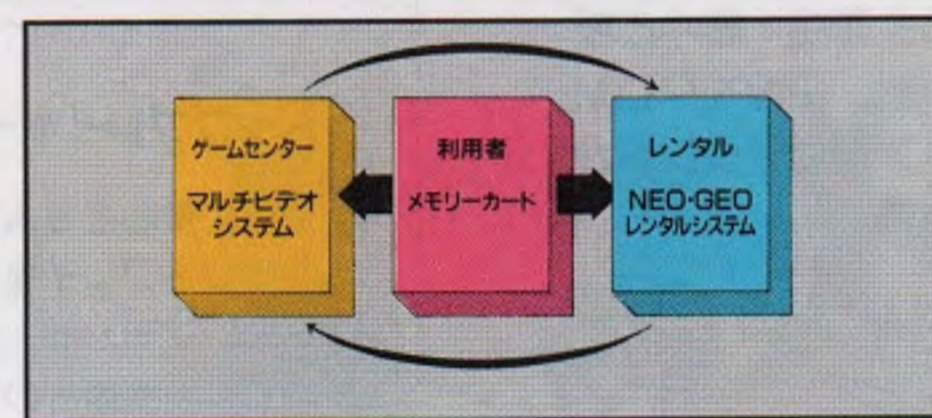 ゲームセンター
マルチビデオ
システム
利用者
メモリーカード
レンタル
NEO・GEO
レンタルシステム